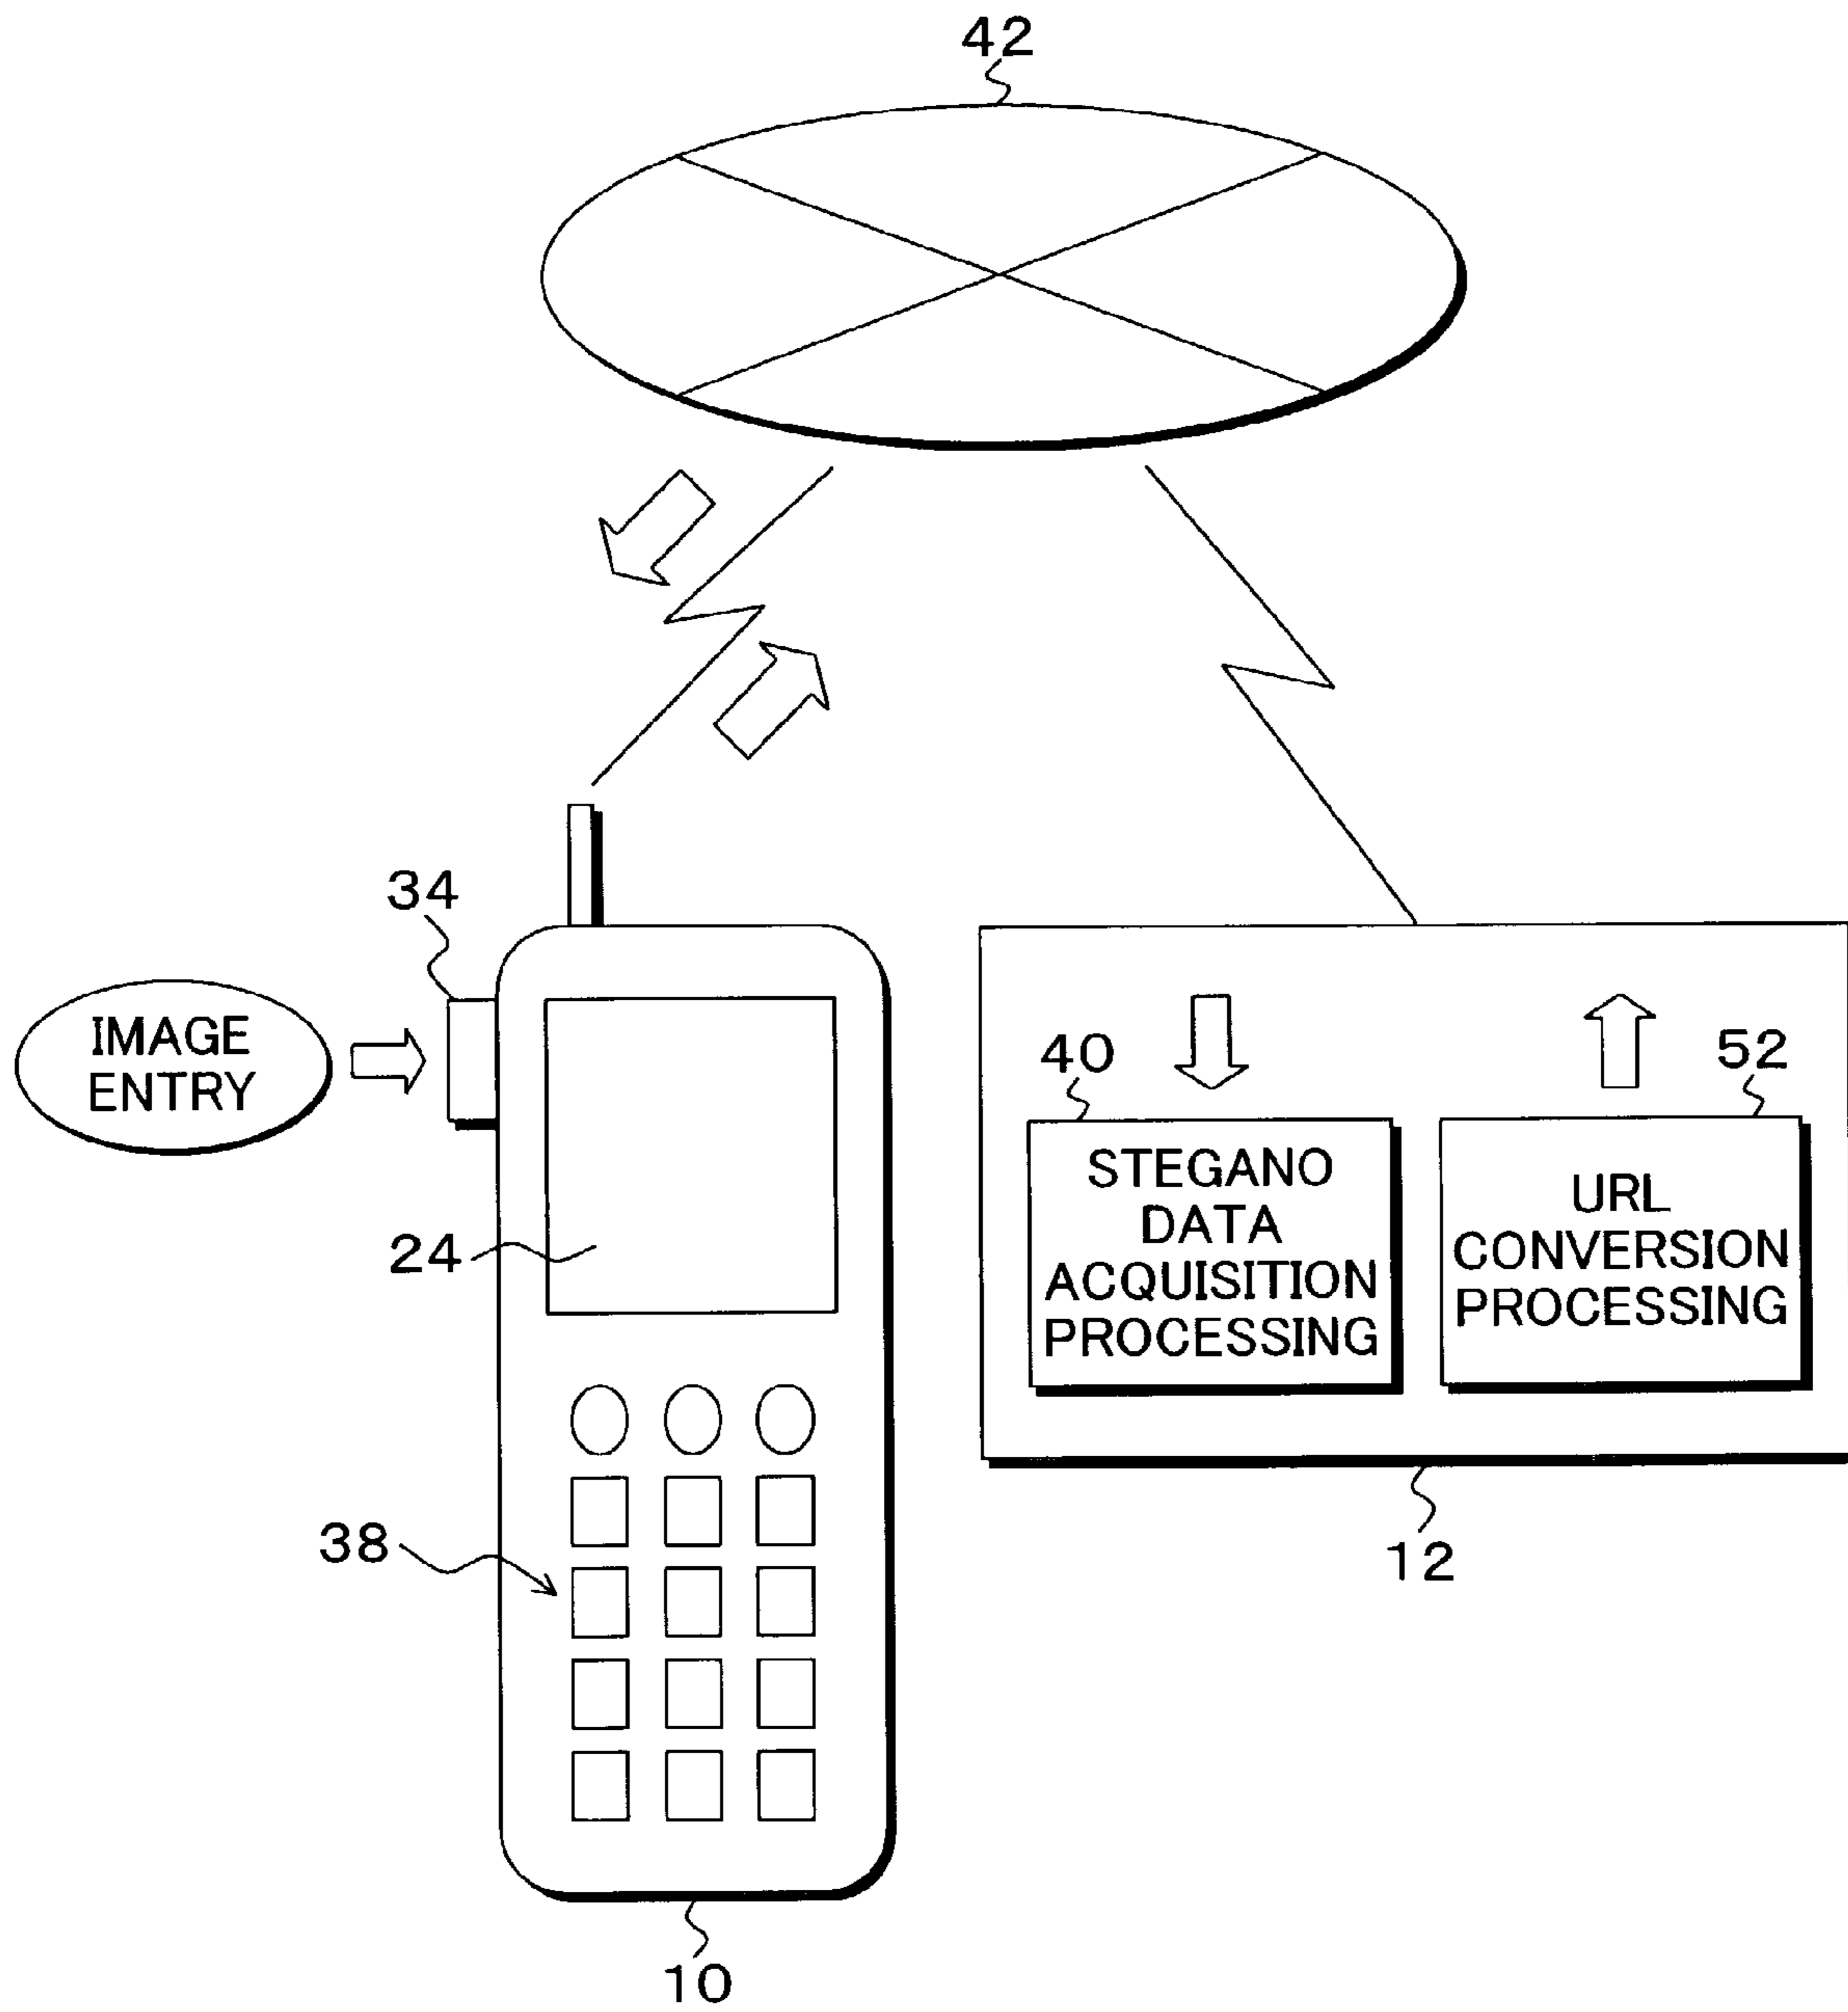 42
34
IMAGE
ENTRY
24
38
10
40
STEGANO
DATA
ACQUISITION
PROCESSING
52
URL
CONVERSION
PROCESSING
12